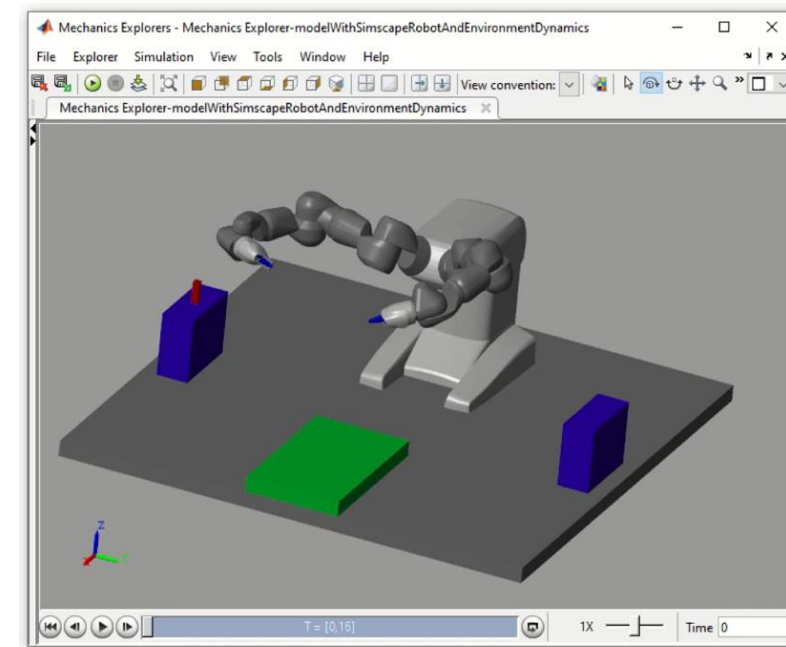 Mechanics Explorers - Mechanics Explorer-modelWithSimscapeRobotAndEnvironmentDynamics
File Explorer Simulation View Tools Window Help
View convention:
Mechanics Explorer-modelWithSimscapeRobotAndEnvironmentDynamics
Z
T = [0,16]
1X
Time 0